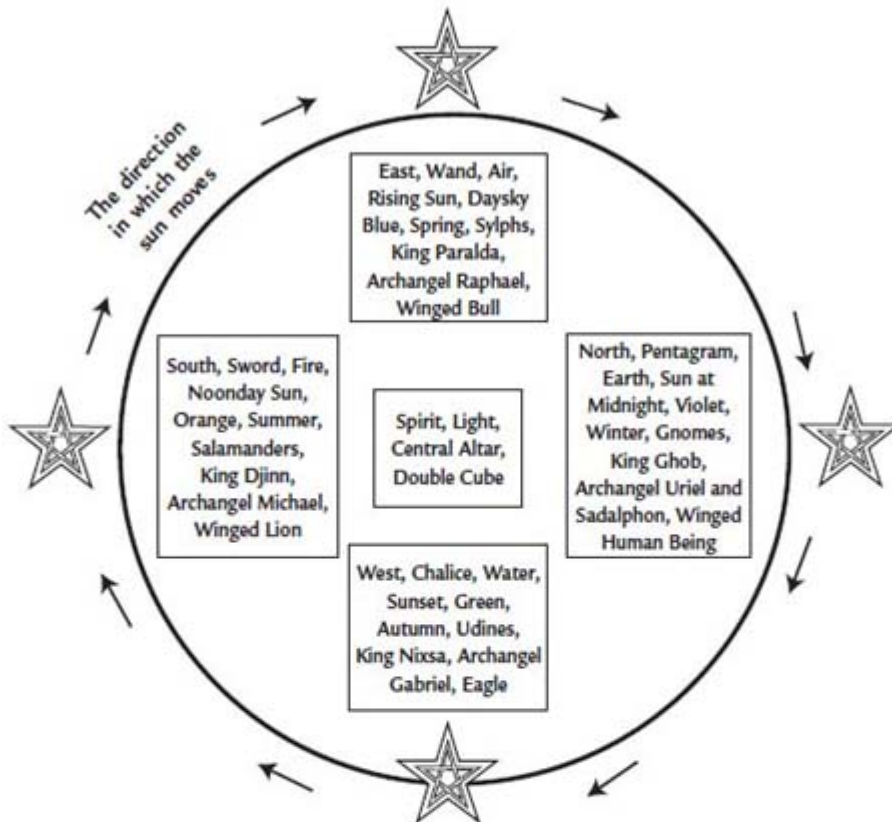 The direction
in which the
sun moves
East, Wand, Air,
Rising Sun, Daysky
Blue, Spring, Sylphs,
King Paralda,
Archangel Raphael,
Winged Bull
South, Sword, Fire,
Noonday Sun,
Orange, Summer,
Salamanders,
King Djinn,
Archangel Michael,
Winged Lion
Spirit, Light,
Central Altar,
Double Cube
North, Pentagram,
Earth, Sun at
Midnight, Violet,
Winter, Gnomes,
King Ghob,
Archangel Uriel and
Sadalphon, Winged
Human Being
West, Chalice, Water,
Sunset, Green,
Autumn, Udines,
King Nixsa, Archangel
Gabriel, Eagle